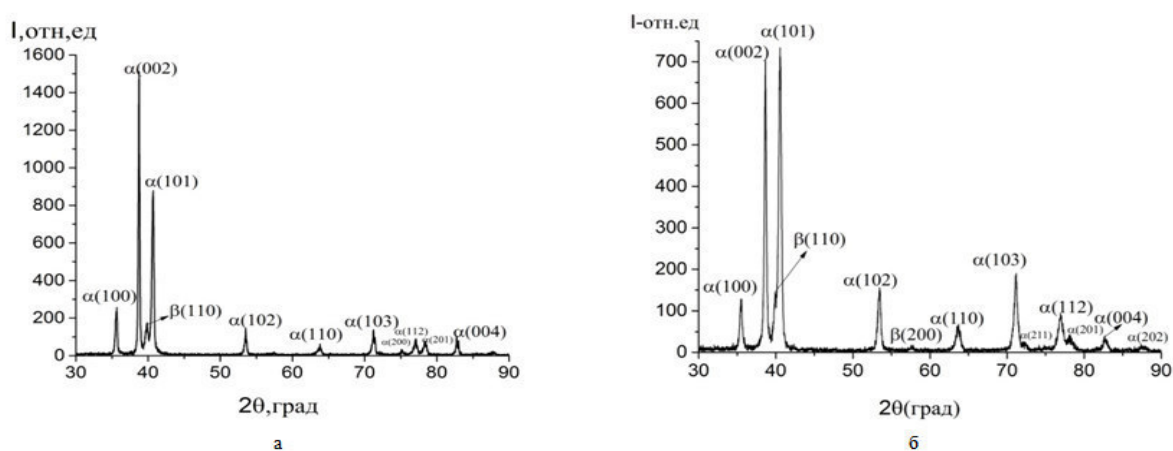 I,отн,ед
1600
1400
1200
1000
800
600
400
200
0
α(002)
α(101)
α(100)
β(110)
α(102)
α(110)
α(103)
α(200)
α(112)
α(201)
α(004)
30 40 50 60 70 80 90
2θ,град
а
I-отн.ед
700
600
500
400
300
200
100
0
α(101)
α(002)
β(110)
α(100)
α(102)
β(200)
α(110)
α(103)
α(211)
α(112)
α(201)
α(004)
α(202)
30 40 50 60 70 80 90
2θ(град)
б